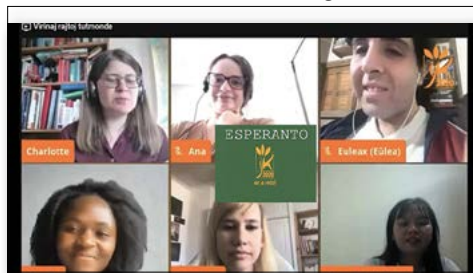 Virinaj rajtoj tutmonde
Charlotte
Ana
Euleax (Eŭlea)
ESPERANTO